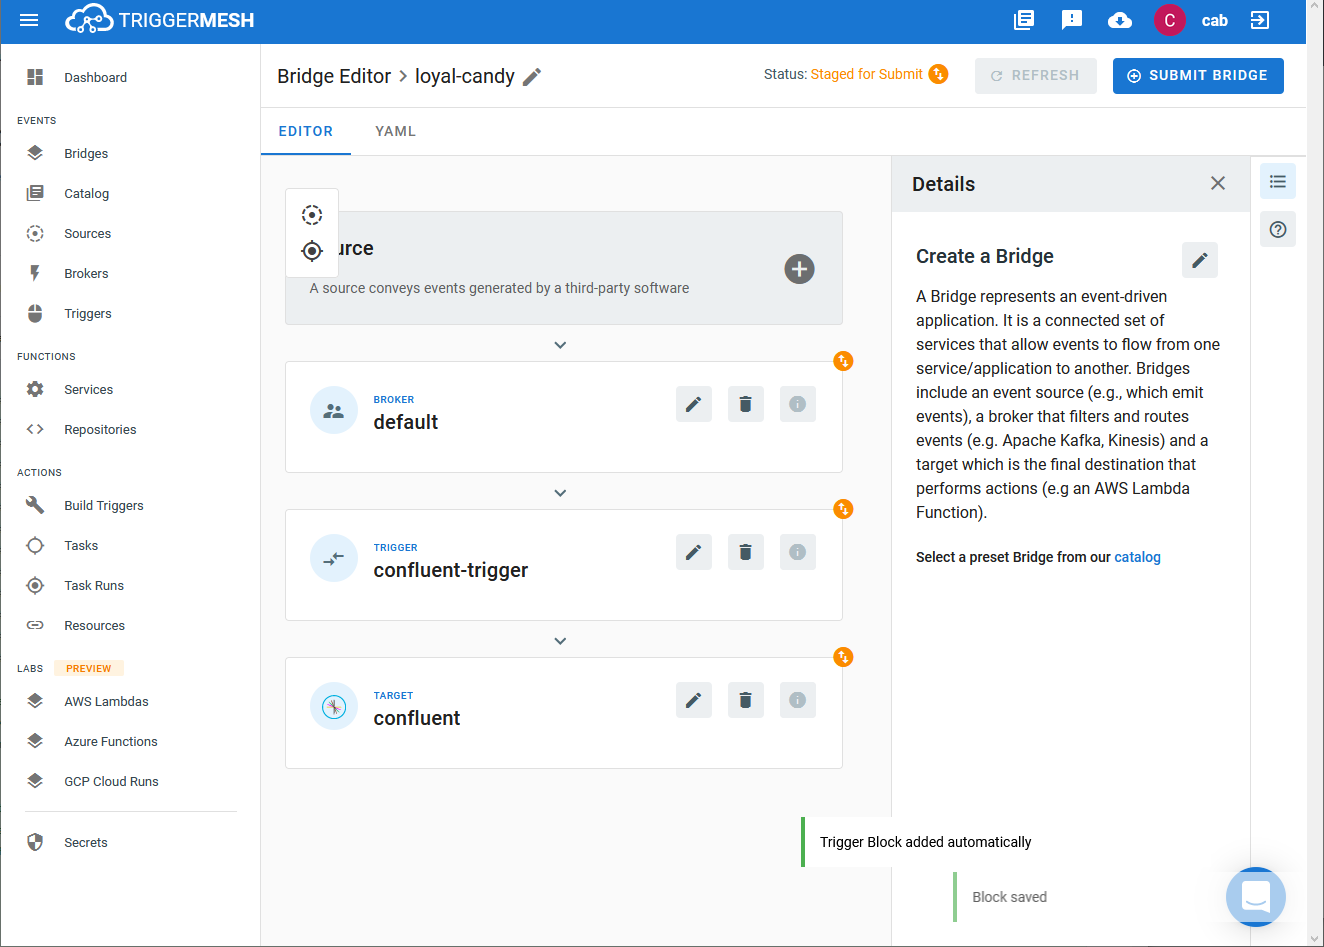 TRIGGERMESH
C
cab
Dashboard
EVENTS
Bridges
Catalog
Sources
Brokers
Triggers
FUNCTIONS
Services
Repositories
ACTIONS
Build Triggers
Tasks
Task Runs
Resources
LABS PREVIEW
AWS Lambdas
Azure Functions
GCP Cloud Runs
Secrets
Bridge Editor > loyal-candy
Status: Staged for Submit
REFRESH
SUBMIT BRIDGE
EDITOR YAML
urce
A source conveys events generated by a third-party software
BROKER
default
TRIGGER
confluent-trigger
TARGET
confluent
Details
Create a Bridge
A Bridge represents an event-driven
application. It is a connected set of
services that allow events to flow from one
service/application to another. Bridges
include an event source (e.g., which emit
events), a broker that filters and routes
events (e.g. Apache Kafka, Kinesis) and a
target which is the final destination that
performs actions (e.g an AWS Lambda
Function).
Select a preset Bridge from our catalog
Trigger Block added automatically
Block saved